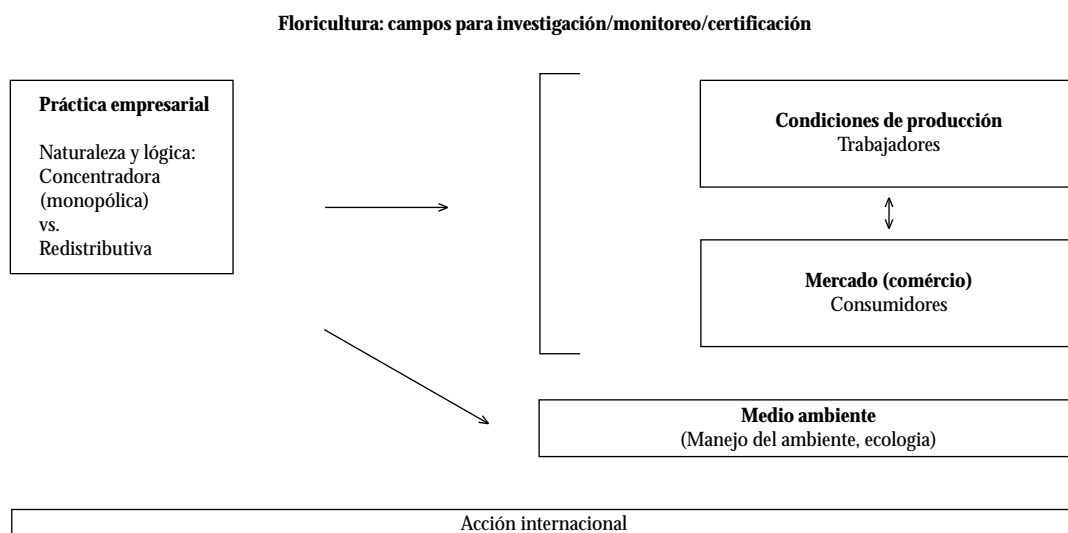 Floricultura: campos para investigación/monitoreo/certificación
Práctica empresarial
Naturaleza y lógica:
Concentradora
(monopólica)
vs.
Redistributiva
Condiciones de producción
Trabajadores
Mercado (comércio)
Consumidores
Medio ambiente
(Manejo del ambiente, ecologia)
Acción internacional